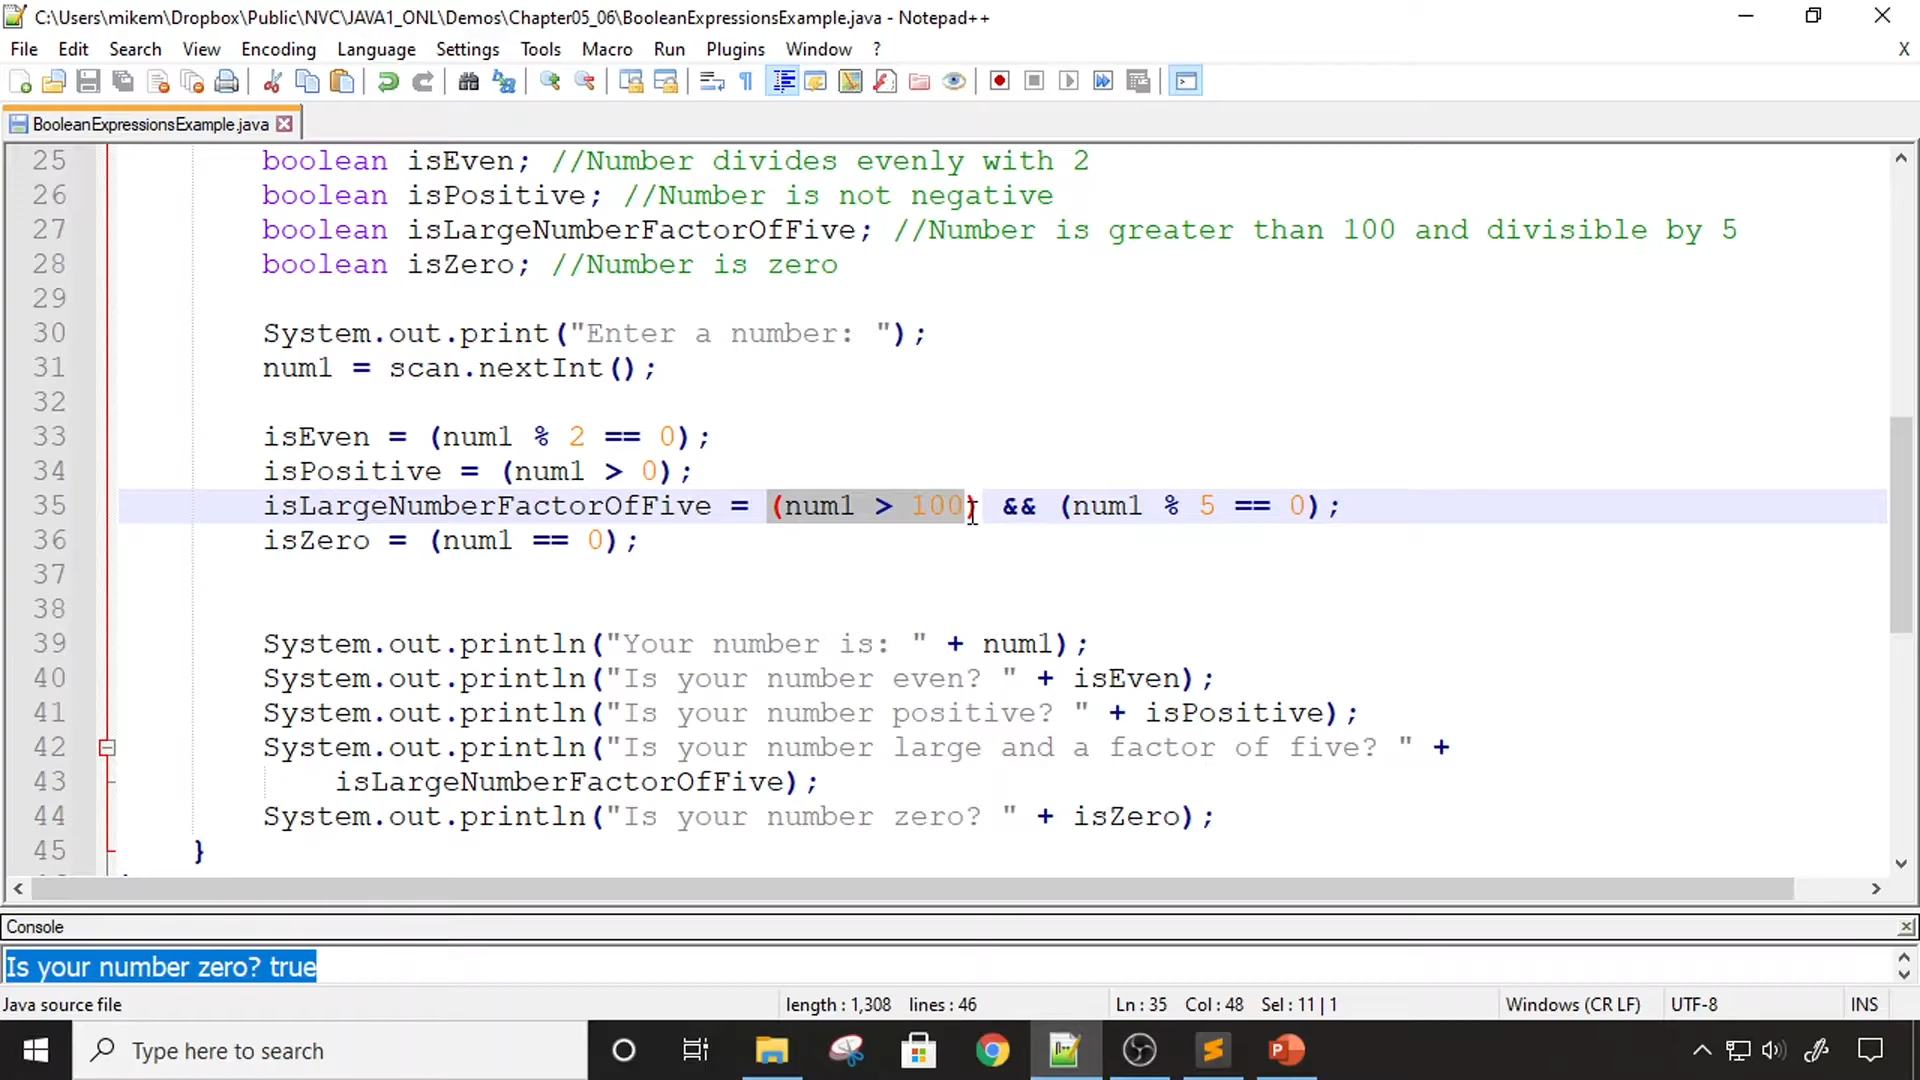 C:\Users\mikem\Dropbox\Public\NVC\JAVA1_ONL\Demos\Chapter05_06\BooleanExpressionsExample.java - Notepad++
File Edit Search View Encoding Language Settings Tools Macro Run Plugins Window ? X
BooleanExpressionsExample.java
25 boolean isEven; //Number divides evenly with 2
26 boolean isPositive; //Number is not negative
27 boolean isLargeNumberFactorOfFive; //Number is greater than 100 and divisible by 5
28 boolean isZero; //Number is zero
29
30 System.out.print("Enter a number: ");
31 num1 = scan.nextInt();
32
33 isEven = (num1 % 2 == 0);
34 isPositive = (num1 > 0);
35 isLargeNumberFactorOfFive = (num1 > 100) && (num1 % 5 == 0);
36 isZero = (num1 == 0);
37
38
39 System.out.println("Your number is: " + num1);
40 System.out.println("Is your number even? " + isEven);
41 System.out.println("Is your number positive? " + isPositive);
42 System.out.println("Is your number large and a factor of five? " +
43 isLargeNumberFactorOfFive);
44 System.out.println("Is your number zero? " + isZero);
45 }
Console
Is your number zero? true
Java source file length : 1,308 lines : 46 Ln : 35 Col : 48 Sel : 11 | 1 Windows (CR LF) UTF-8 INS
Type here to search